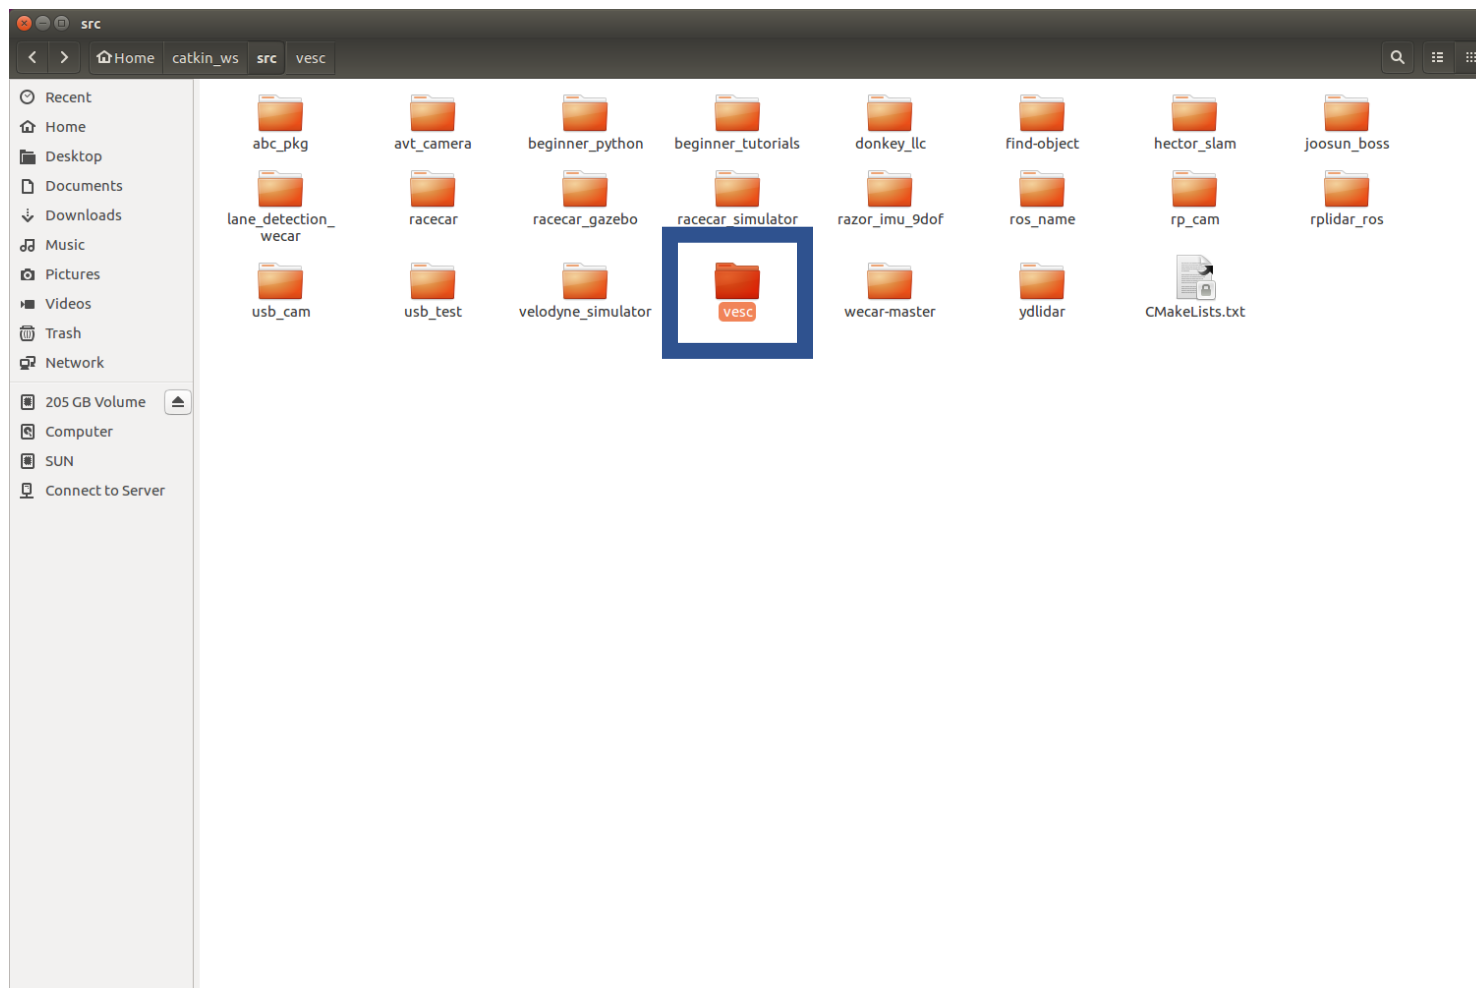 src
Home catkin_ws src vesc
Recent
Home
Desktop
Documents
Downloads
Music
Pictures
Videos
Trash
Network
205 GB Volume
Computer
SUN
Connect to Server
abc_pkg avt_camera beginner_python beginner_tutorials donkey_llc find-object hector_slam joosun_boss
lane_detection_ racecar racecar_gazebo racecar_simulator razor_imu_9dof ros_name rp_cam rplidar_ros
wecar
usb_cam usb_test velodyne_simulator vesc wecar-master ydlidar CMakeLists.txt